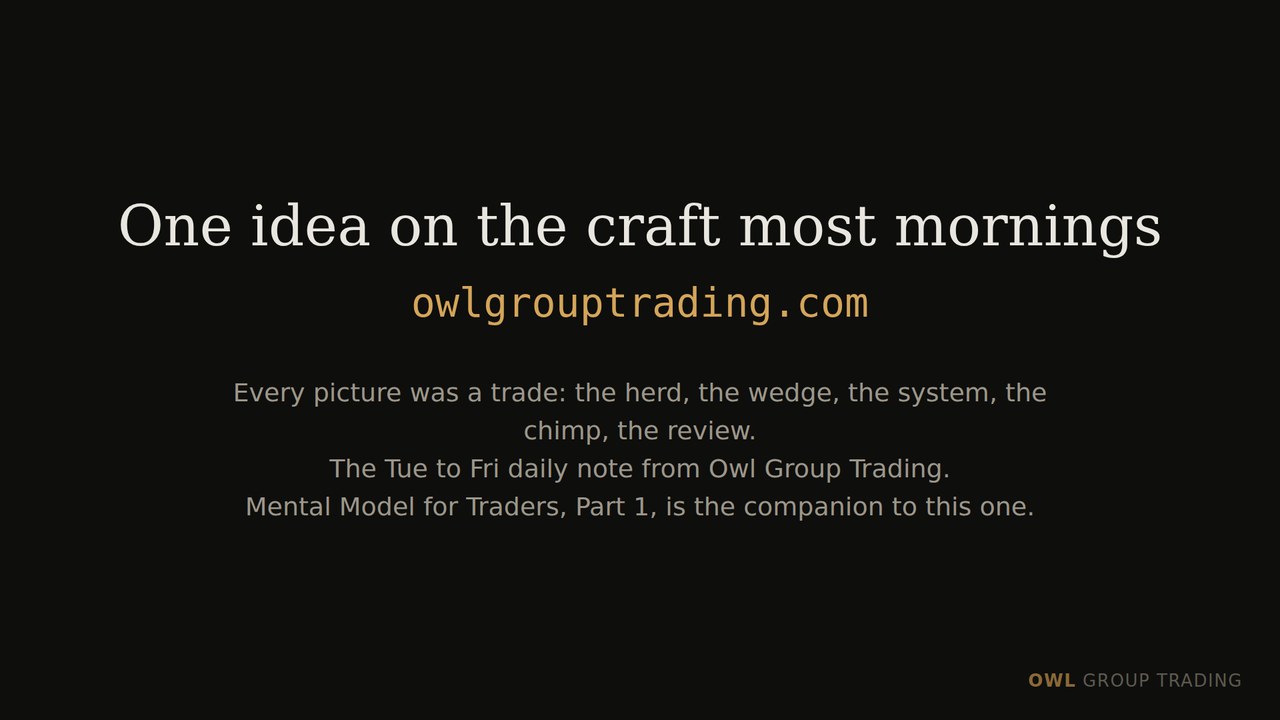 One idea on the craft most mornings
owlgrouptrading.com
Every picture was a trade: the herd, the wedge, the system, the
chimp, the review.
The Tue to Fri daily note from Owl Group Trading.
Mental Model for Traders, Part 1, is the companion to this one.
OWL GROUP TRADING